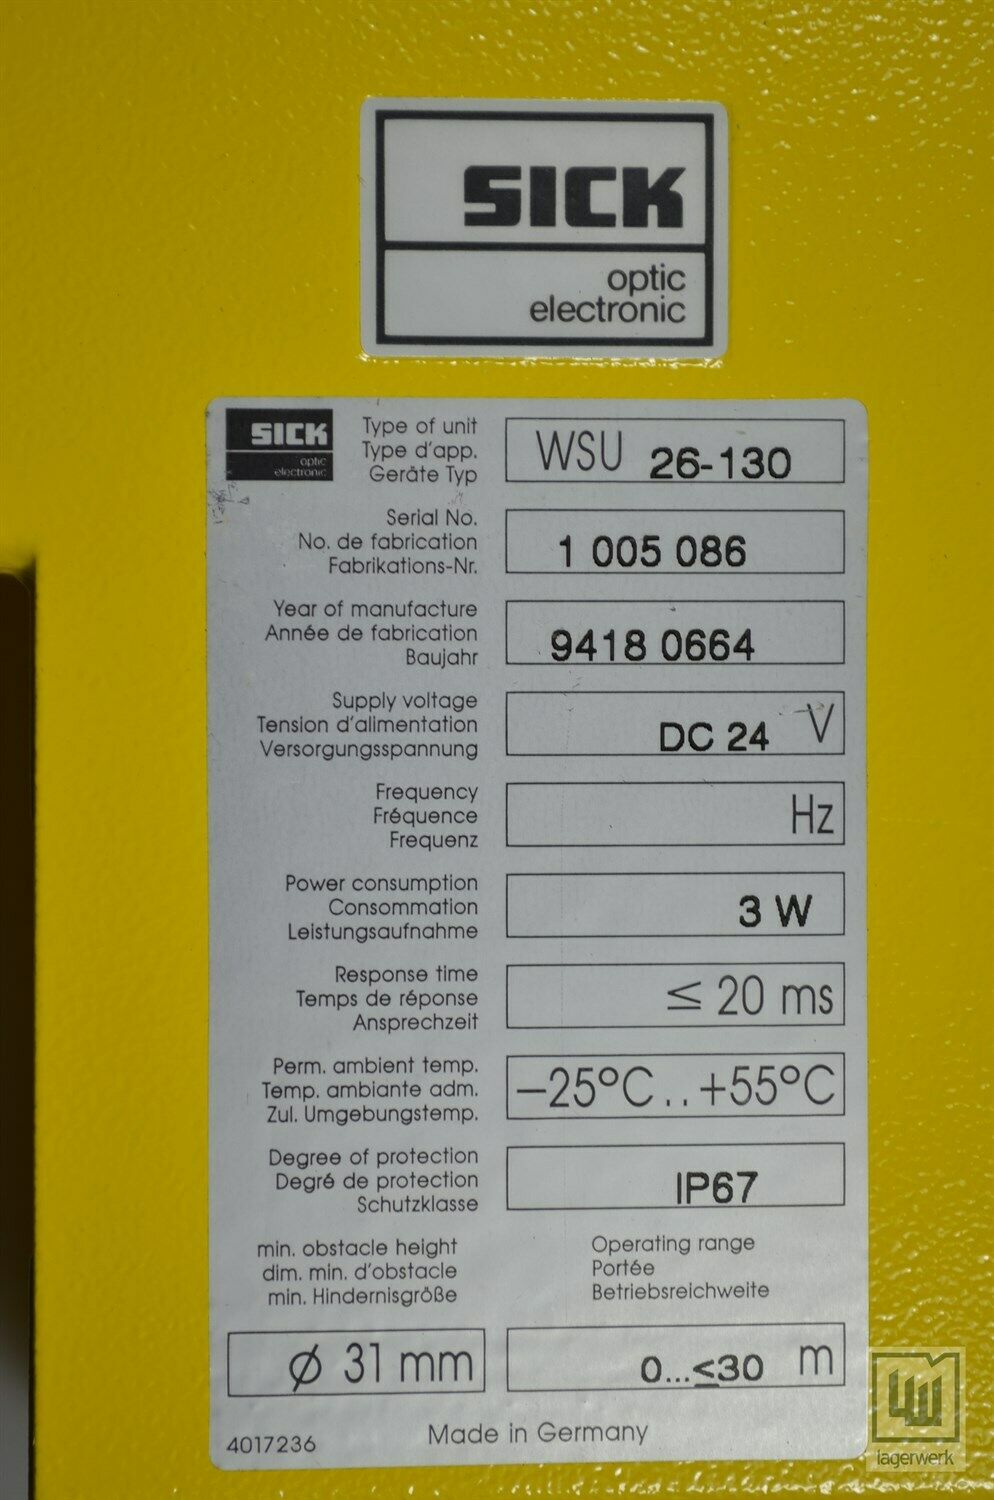 SICK
optic
electronic
SICK
optic
electronic
Type of unit
Type d'app.
Geräte Typ
WSU 26-130
Serial No.
No. de fabrication
Fabrikations-Nr.
1 005 086
Year of manufacture
Année de fabrication
Baujahr
9418 0664
Supply voltage
Tension d'alimentation
Versorgungsspannung
DC 24 V
Frequency
Fréquence
Frequenz
Hz
Power consumption
Consommation
Leistungsaufnahme
3 W
Response time
Temps de réponse
Ansprechzeit
≤ 20 ms
Perm. ambient temp.
Temp. ambiante adm.
Zul. Umgebungstemp.
−25°C..+55°C
Degree of protection
Degré de protection
Schutzklasse
IP67
min. obstacle height
dim. min. d'obstacle
min. Hindernisgröße
ϕ 31 mm
Operating range
Portée
Betriebsreichweite
0...≤30 m
4017236
Made in Germany
LW
lagerwerk